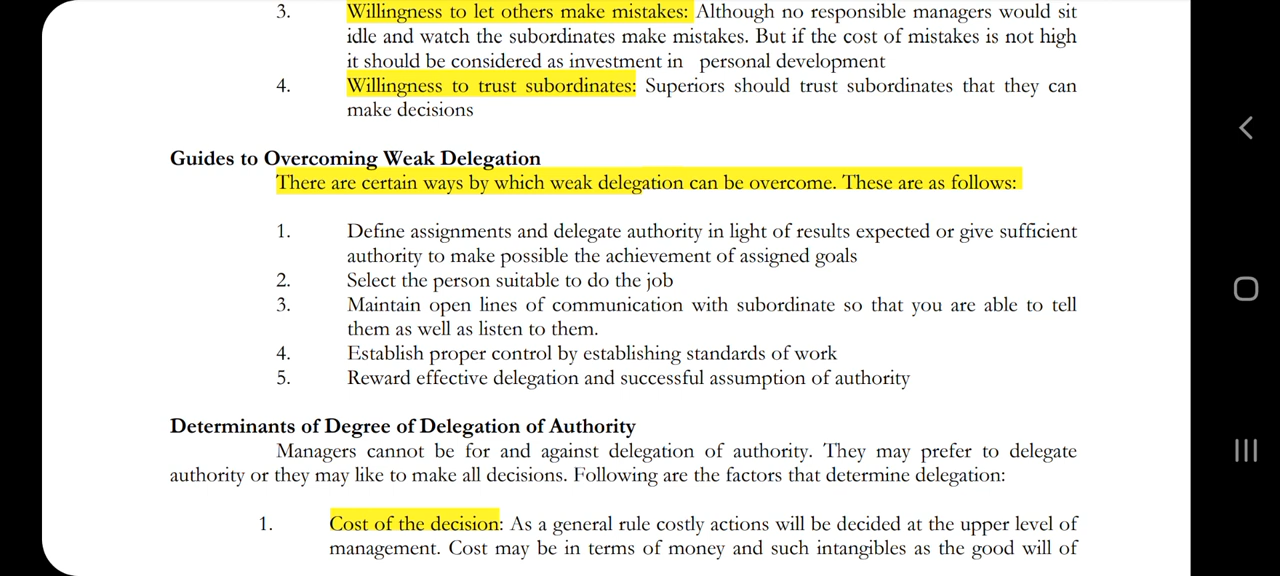 3. Willingness to let others make mistakes: Although no responsible managers would sit
idle and watch the subordinates make mistakes. But if the cost of mistakes is not high
it should be considered as investment in personal development
4. Willingness to trust subordinates: Superiors should trust subordinates that they can
make decisions
Guides to Overcoming Weak Delegation
There are certain ways by which weak delegation can be overcome. These are as follows:
1. Define assignments and delegate authority in light of results expected or give sufficient
authority to make possible the achievement of assigned goals
2. Select the person suitable to do the job
3. Maintain open lines of communication with subordinate so that you are able to tell
them as well as listen to them.
4. Establish proper control by establishing standards of work
5. Reward effective delegation and successful assumption of authority
Determinants of Degree of Delegation of Authority
Managers cannot be for and against delegation of authority. They may prefer to delegate
authority or they may like to make all decisions. Following are the factors that determine delegation:
1. Cost of the decision: As a general rule costly actions will be decided at the upper level of
management. Cost may be in terms of money and such intangibles as the good will of